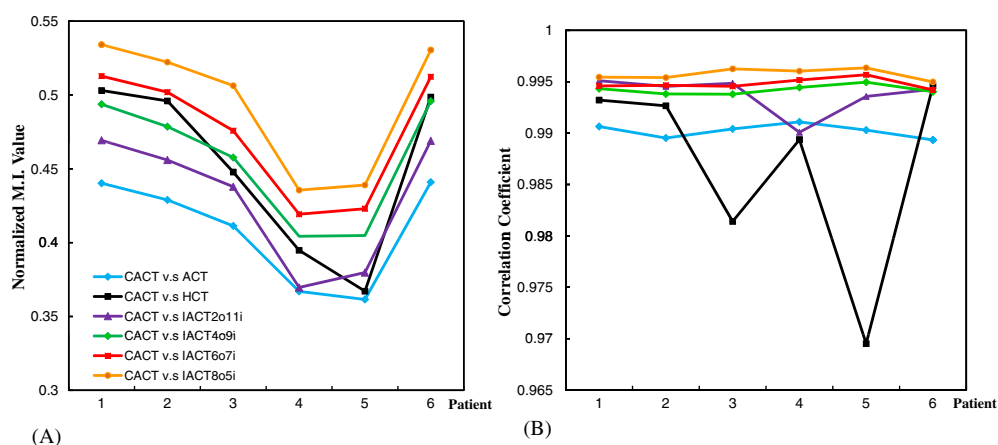 0.55
0.5
0.45
0.4
0.35
0.3
Normalized M.I. Value
CACT v.s ACT
CACT v.s HCT
CACT v.s IACT2o11i
CACT v.s IACT4o9i
CACT v.s IACT6o7i
CACT v.s IACT8o5i
1 2 3 4 5 6 Patient
(A)
1
0.995
0.99
0.985
0.98
0.975
0.97
0.965
Correlation Coefficient
1 2 3 4 5 6 Patient
(B)